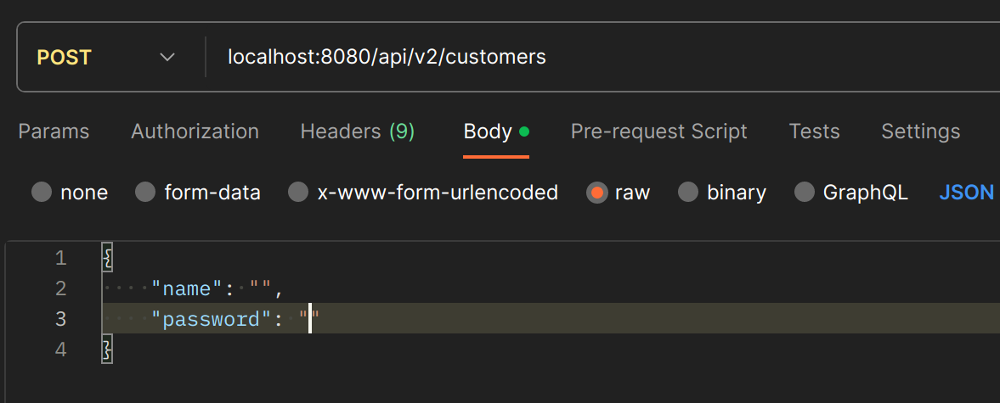 POST localhost:8080/api/v2/customers
Params Authorization Headers (9) Body Pre-request Script Tests Settings
none form-data x-www-form-urlencoded raw binary GraphQL JSON
1 {
2     "name": "",
3     "password": ""
4 }